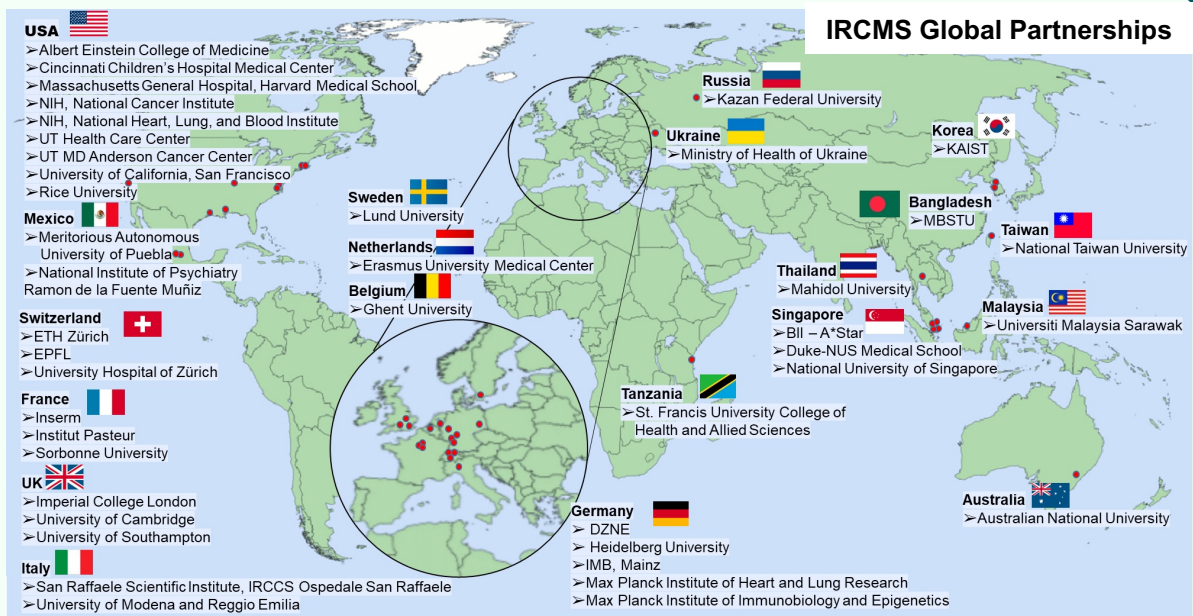 IRCMS Global Partnerships
USA
➢Albert Einstein College of Medicine
➢Cincinnati Children's Hospital Medical Center
➢Massachusetts General Hospital, Harvard Medical School
➢NIH, National Cancer Institute
➢NIH, National Heart, Lung, and Blood Institute
➢UT Health Care Center
➢UT MD Anderson Cancer Center
➢University of California, San Francisco
➢Rice University
Mexico
➢Meritorious Autonomous
University of Puebla
➢National Institute of Psychiatry
Ramon de la Fuente Muñiz
Switzerland
➢ETH Zürich
➢EPFL
➢University Hospital of Zürich
France
➢Inserm
➢Institut Pasteur
➢Sorbonne University
UK
➢Imperial College London
➢University of Cambridge
➢University of Southampton
Italy
➢San Raffaele Scientific Institute, IRCCS Ospedale San Raffaele
➢University of Modena and Reggio Emilia
Sweden
➢Lund University
Netherlands
➢Erasmus University Medical Center
Belgium
➢Ghent University
Germany
➢ DZNE
➢ Heidelberg University
➢IMB, Mainz
➢Max Planck Institute of Heart and Lung Research
➢Max Planck Institute of Immunobiology and Epigenetics
Russia
➢Kazan Federal University
Ukraine
➢Ministry of Health of Ukraine
Korea
➢KAIST
Bangladesh
➢MBSTU
Taiwan
➢National Taiwan University
Thailand
➢Mahidol University
Singapore
➢BII – A*Star
➢Duke-NUS Medical School
➢National University of Singapore
Malaysia
➢Universiti Malaysia Sarawak
Tanzania
➢St. Francis University College of
Health and Allied Sciences
Australia
➢Australian National University